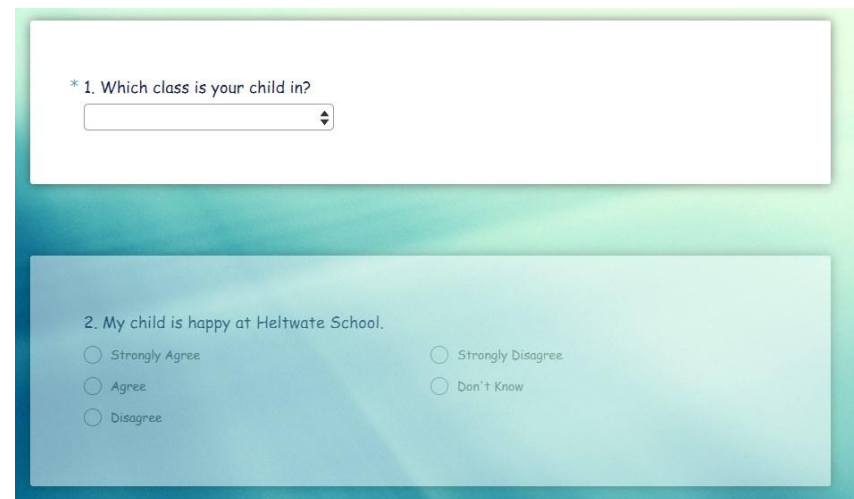 * 1. Which class is your child in?
2. My child is happy at Heltwate School.
Strongly Agree
Strongly Disagree
Agree
Don't Know
Disagree